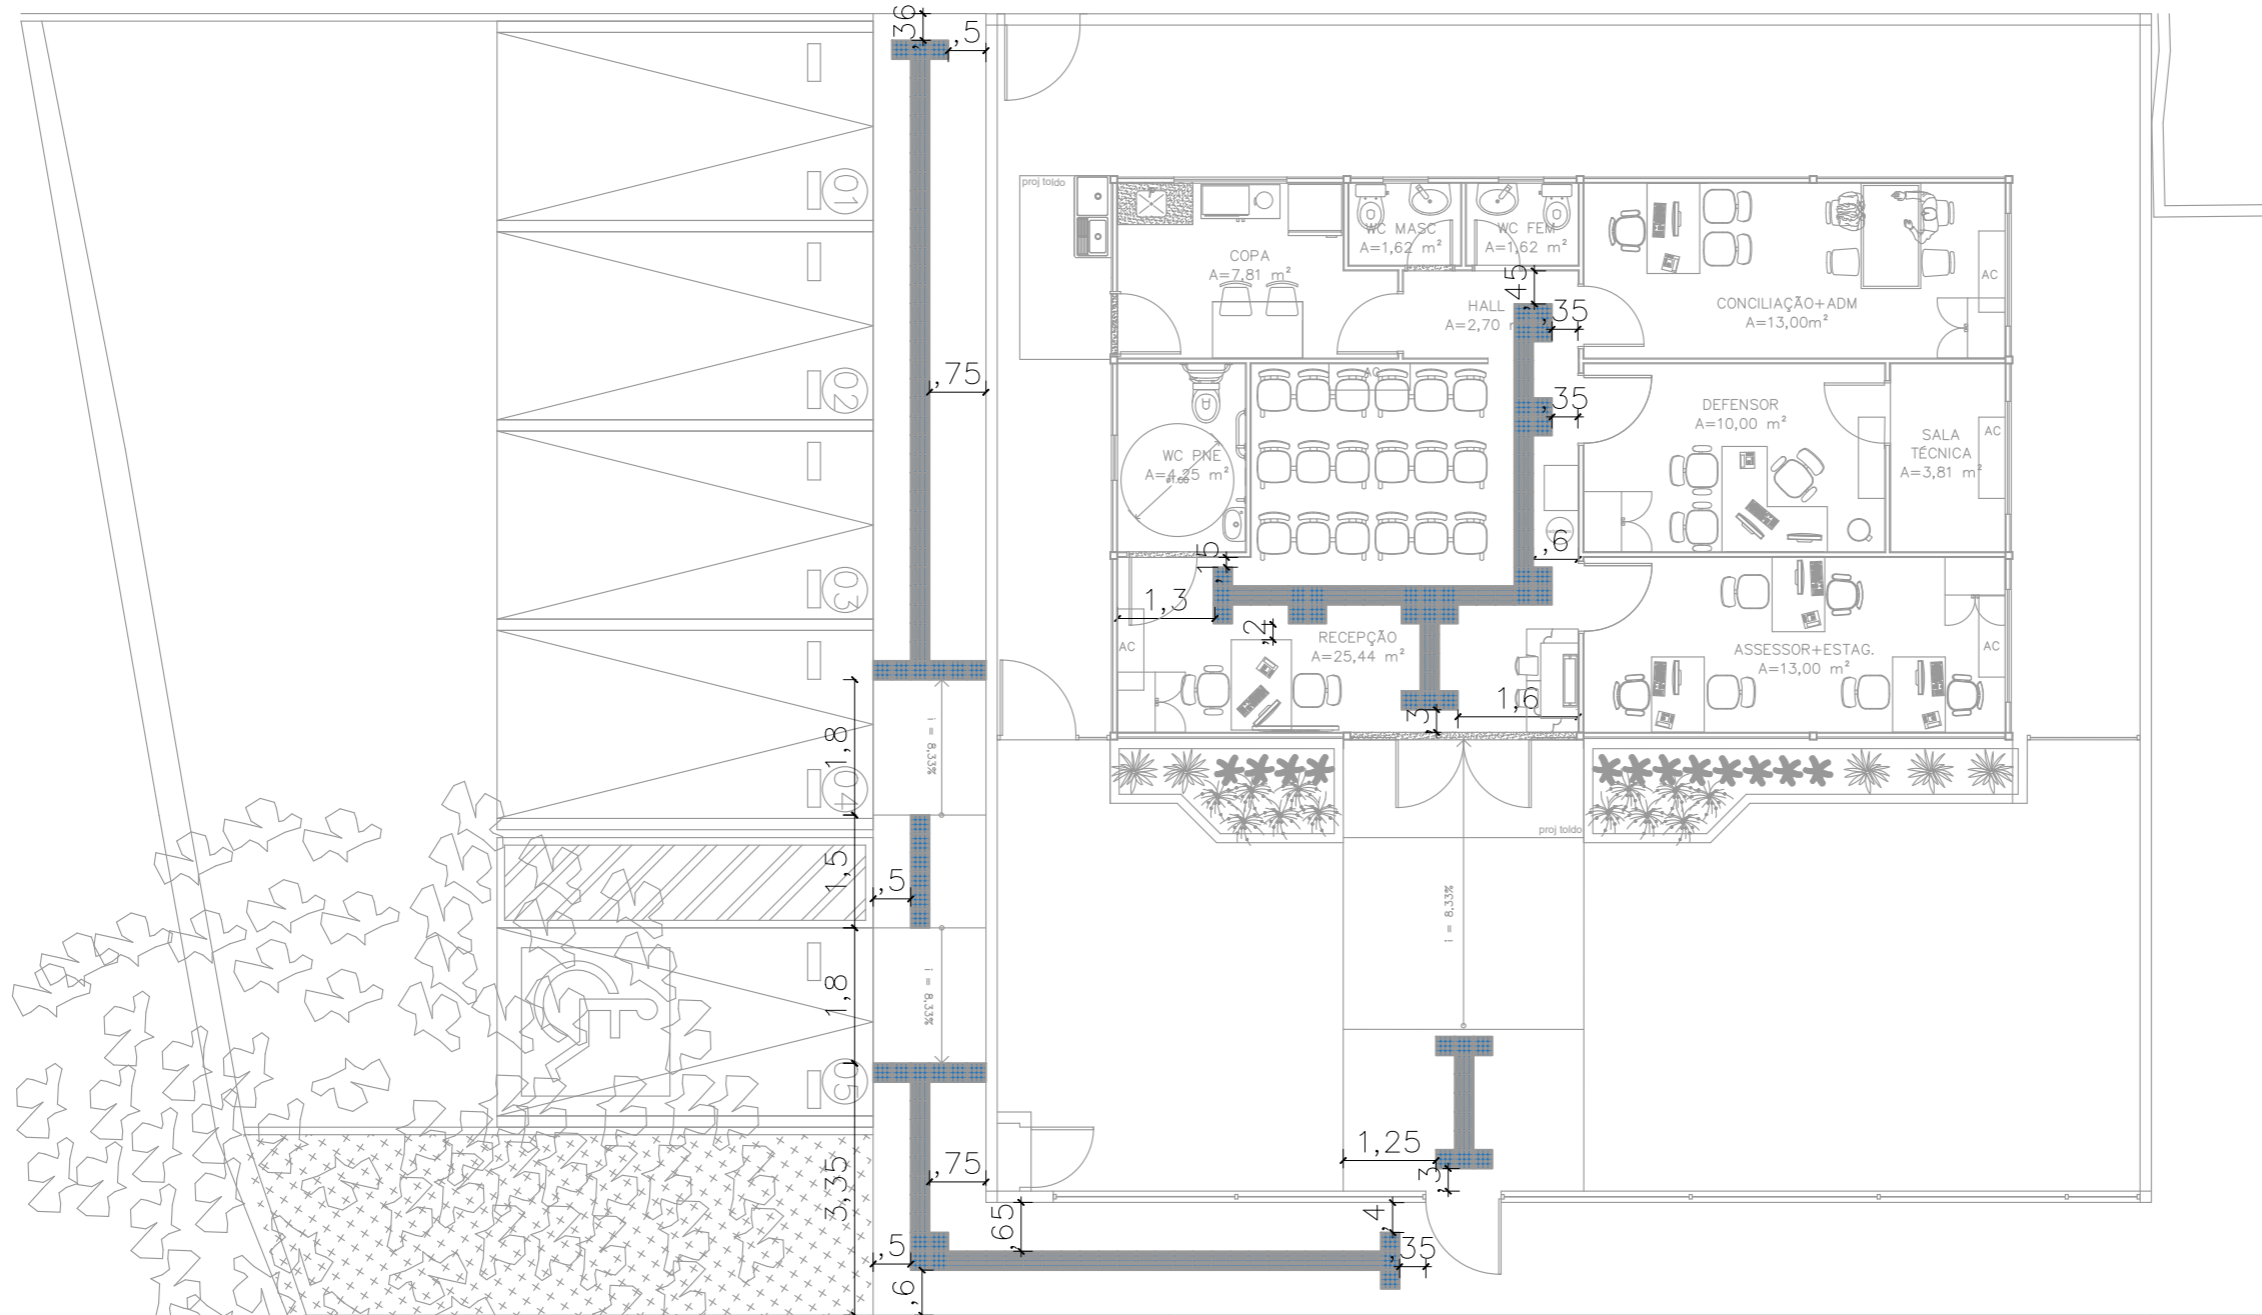 ,36
,5
01
proj toldo
COPA
A=7,81 m²
WC MASC
A=1,62 m²
WC FEM
A=1,62 m²
AC
CONCILIAÇÃO+ADM
A=13,00m²
HALL
A=2,70
,45
,35
02
,75
AC
,35
DEFENSOR
A=10,00 m²
SALA
TÉCNICA
A=3,81 m²
AC
WC PNE
A=4,25 m²
03
,15
,6
1,3
,2
AC
RECEPÇÃO
A=25,44 m²
ASSESSOR+ESTAG.
A=13,00 m²
AC
1,6
,3
1,8
i = 8,33%
04
proj toldo
1,5
,5
i = 8,33%
1,8
i = 8,33%
05
1,25
,3
,75
3,35
,65
,4
,5
,35
,6